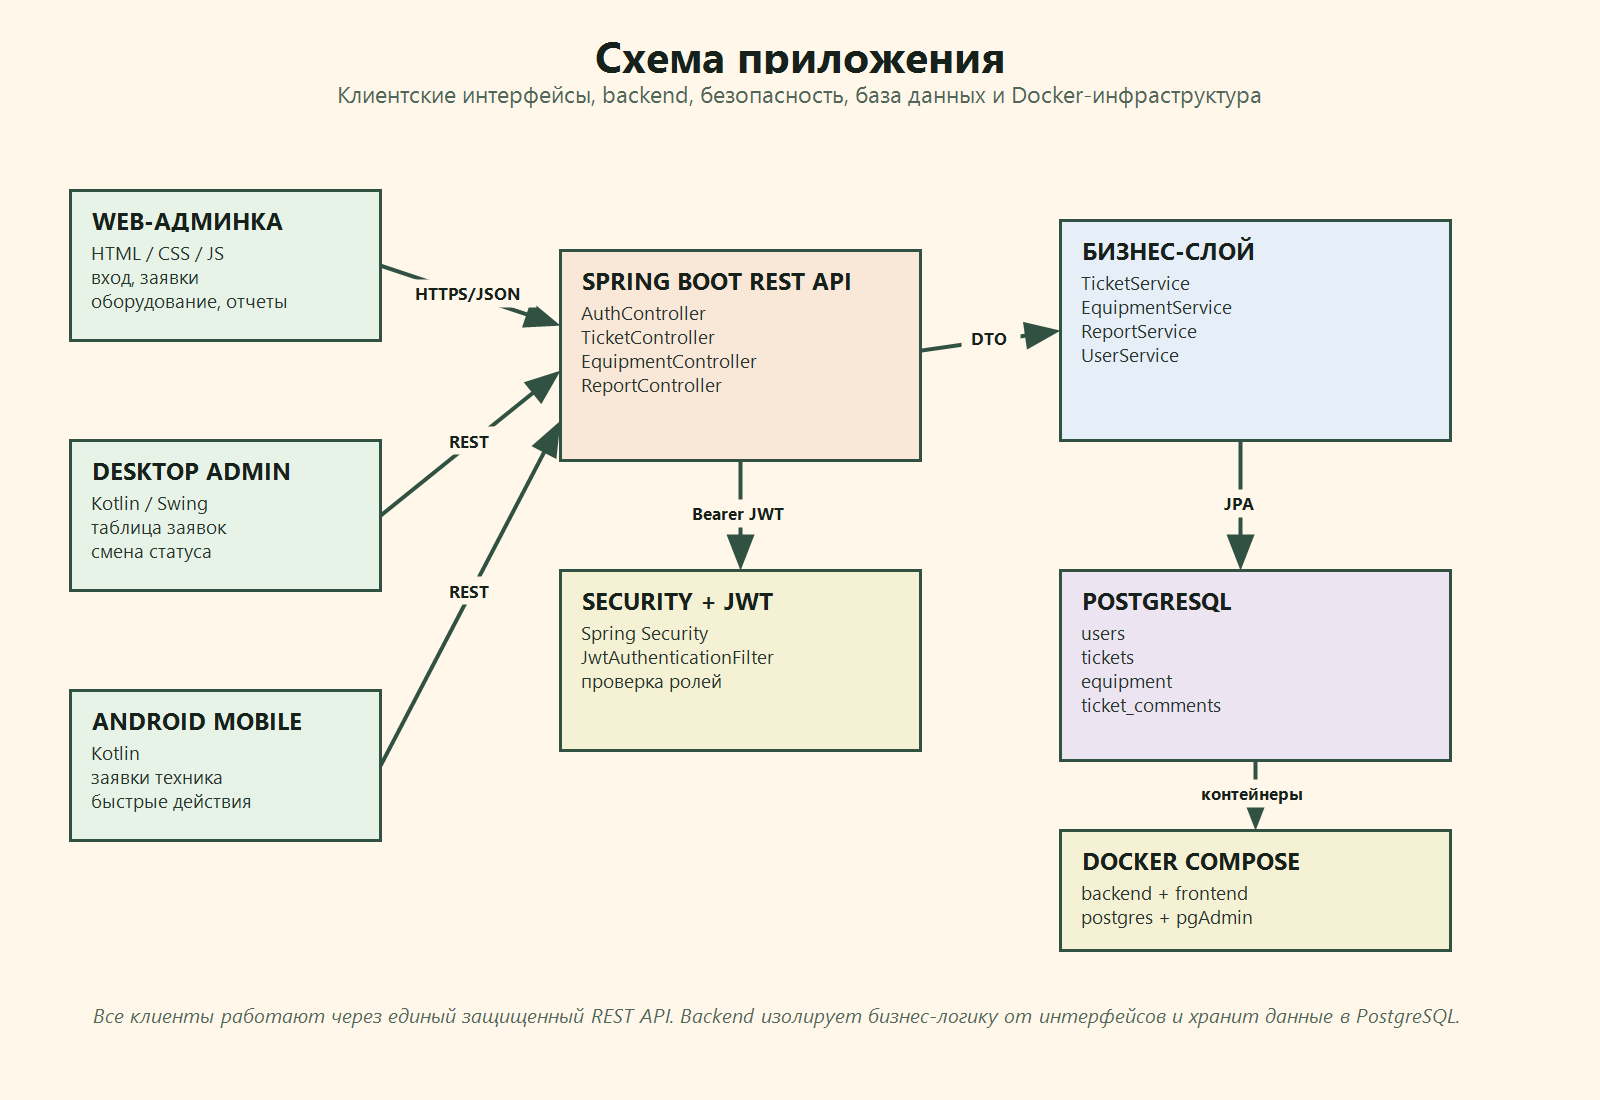 Схема приложения
Клиентские интерфейсы, backend, безопасность, база данных и Docker-инфраструктура
WEB-АДМИНКА
HTML / CSS / JS
вход, заявки
оборудование, отчеты
HTTPS/JSON
DESKTOP ADMIN
Kotlin / Swing
таблица заявок
смена статуса
REST
ANDROID MOBILE
Kotlin
заявки техника
быстрые действия
REST
SPRING BOOT REST API
AuthController
TicketController
EquipmentController
ReportController
Bearer JWT
SECURITY + JWT
Spring Security
JwtAuthenticationFilter
проверка ролей
DTO
БИЗНЕС-СЛОЙ
TicketService
EquipmentService
ReportService
UserService
JPA
POSTGRESQL
users
tickets
equipment
ticket_comments
контейнеры
DOCKER COMPOSE
backend + frontend
postgres + pgAdmin
Все клиенты работают через единый защищенный REST API. Backend изолирует бизнес-логику от интерфейсов и хранит данные в PostgreSQL.